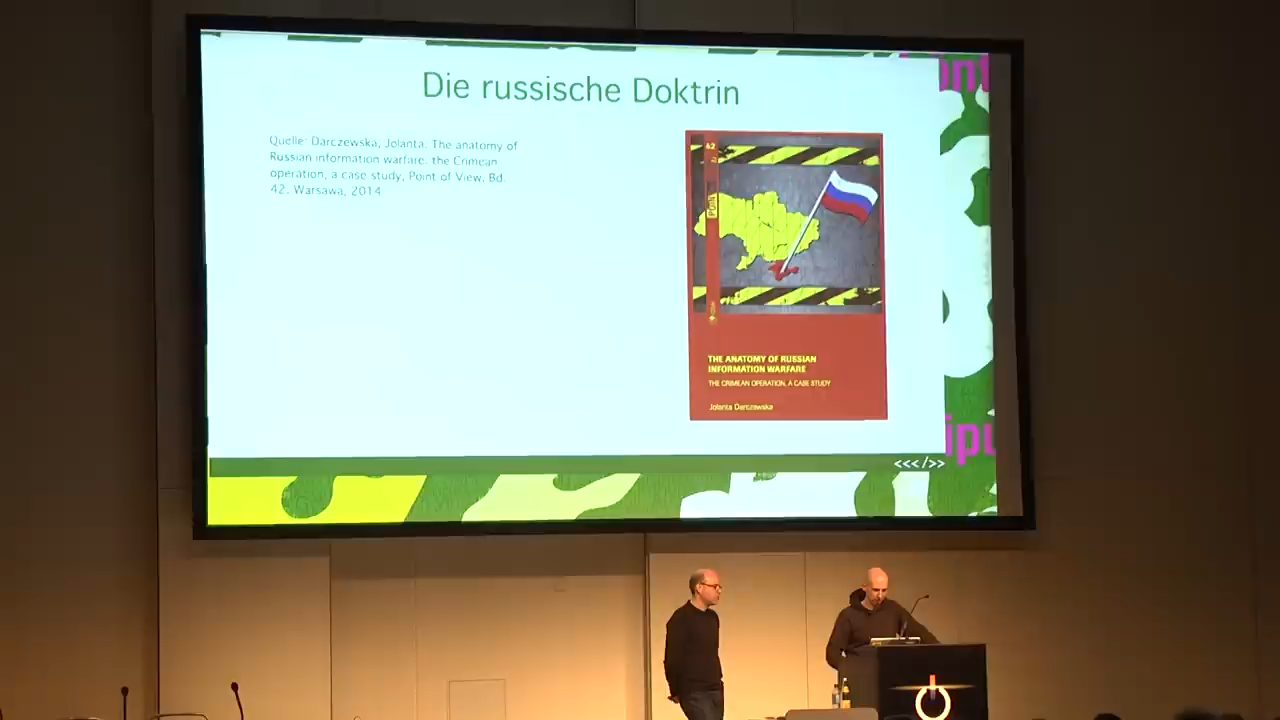 Die russische Doktrin
Quelle: Darczewska, Jolanta: The anatomy of
Russian information warfare. the Crimean
operation, a case study, Point of View, Bd.
42. Warsawa, 2014
42
POINT
THE ANATOMY OF RUSSIAN
INFORMATION WARFARE
THE CRIMEAN OPERATION, A CASE STUDY
Jolanta Darczewska
<<</>>